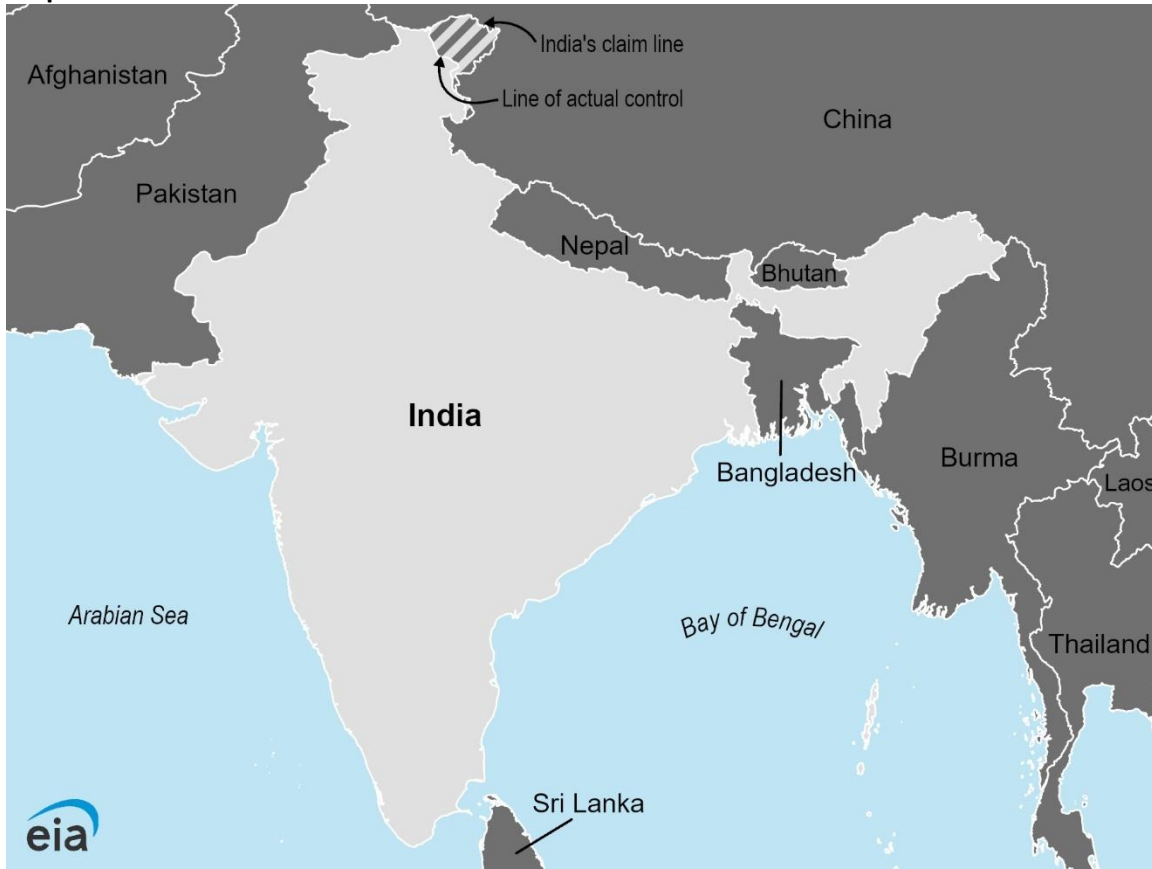 India's claim line
Afghanistan
Line of actual control
China
Pakistan
Nepal
Bhutan
India
Bangladesh
Burma
Laos
Arabian Sea
Bay of Bengal
Thailand
Sri Lanka
eia